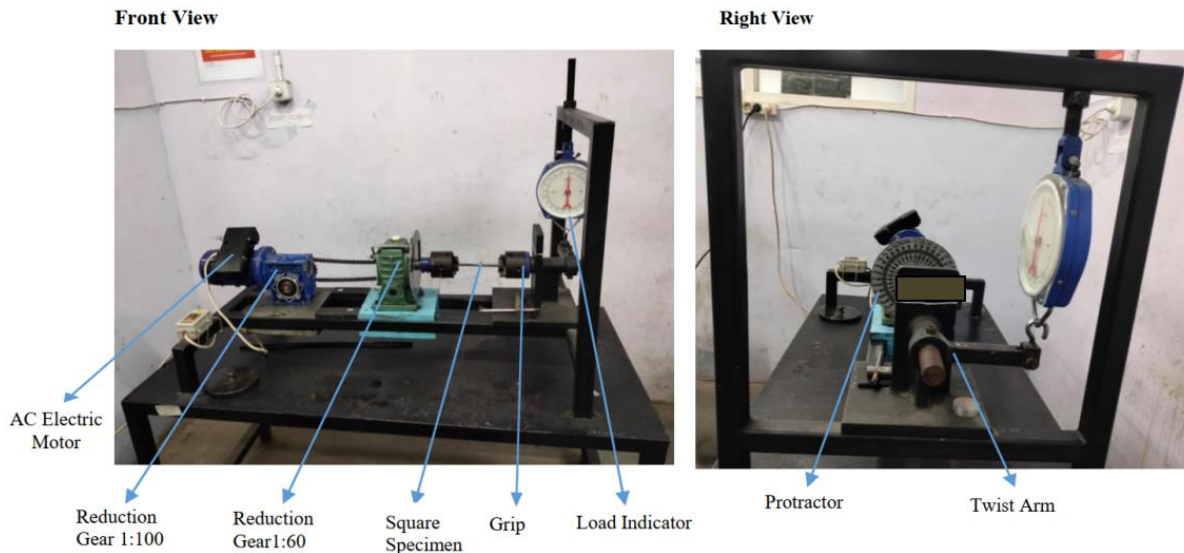 Front View
Right View
AC Electric
Motor
Reduction
Gear 1:100
Reduction
Gear1:60
Square
Specimen
Grip
Load Indicator
Protractor
Twist Arm